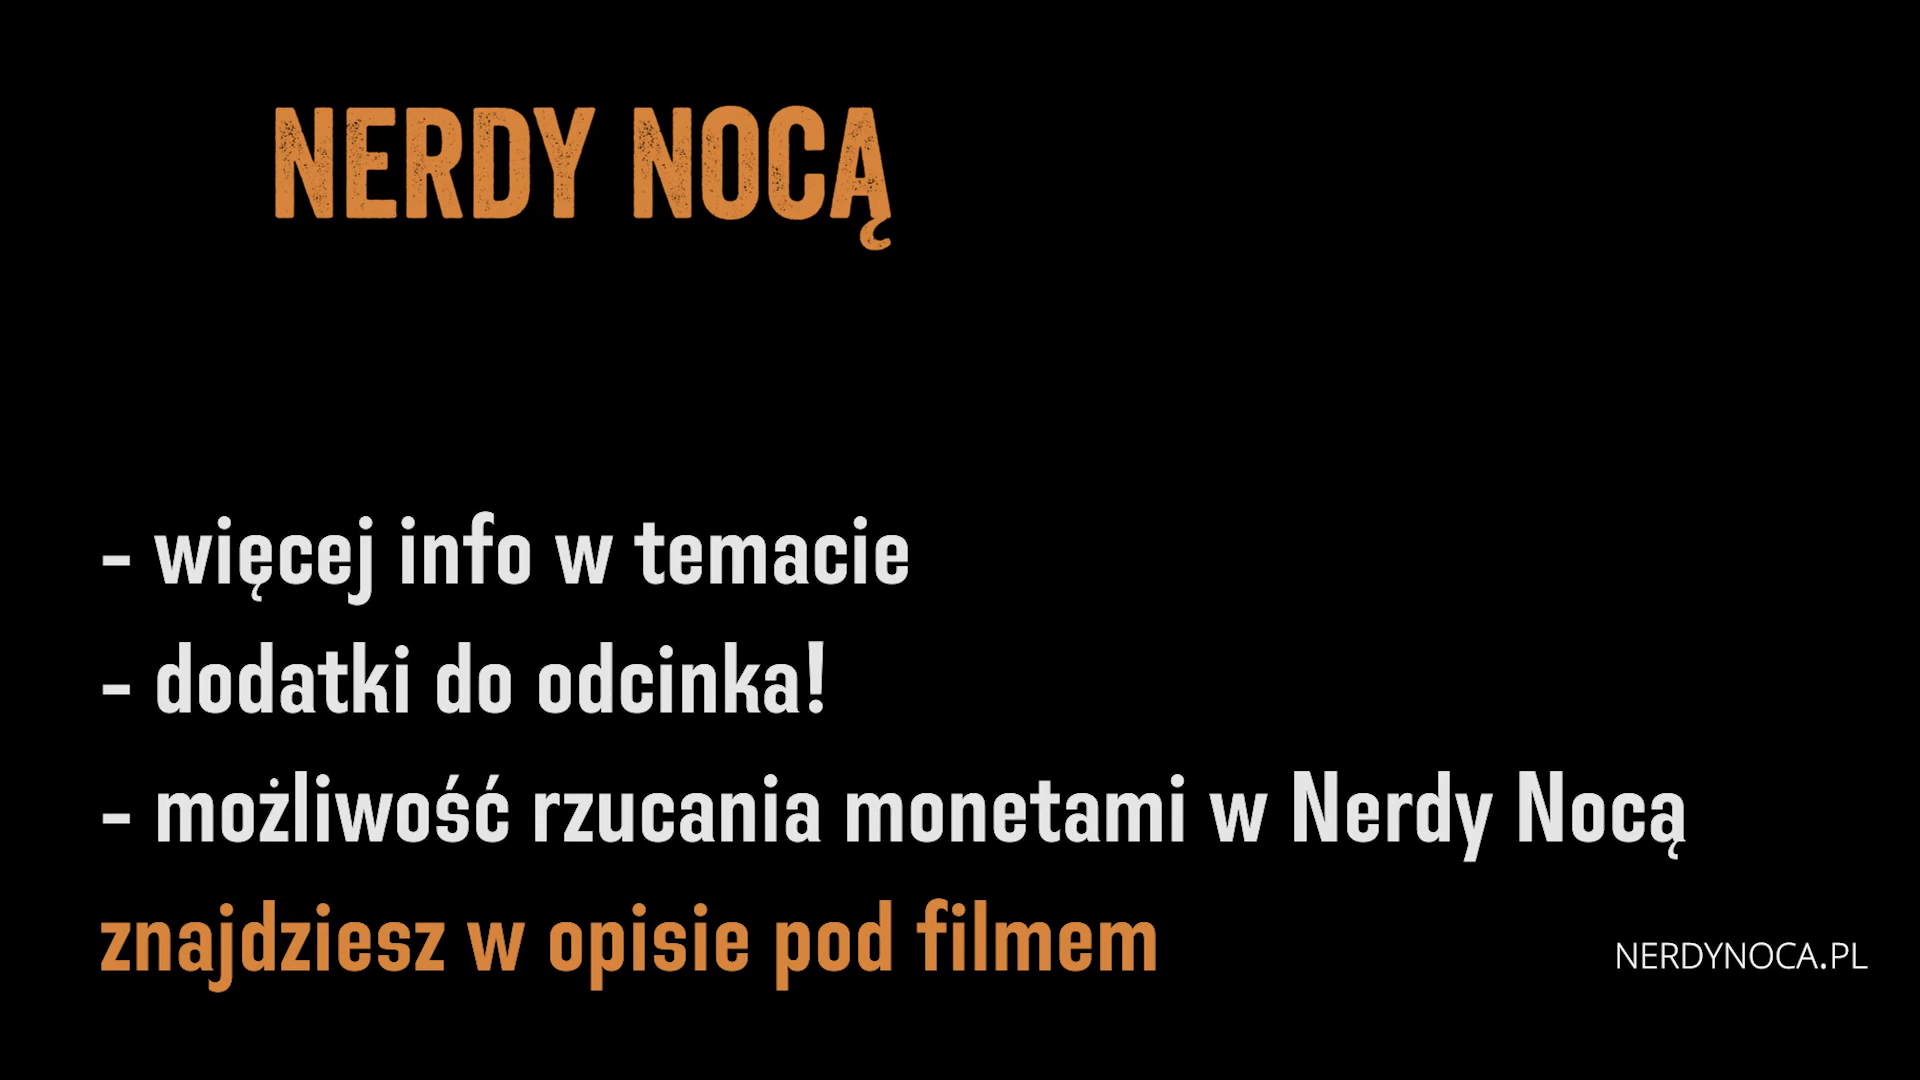 NERDY NOCĄ
- więcej info w temacie
- dodatki do odcinka!
- możliwość rzucania monetami w Nerdy Nocą
znajdziesz w opisie pod filmem
NERDYNOCA.PL